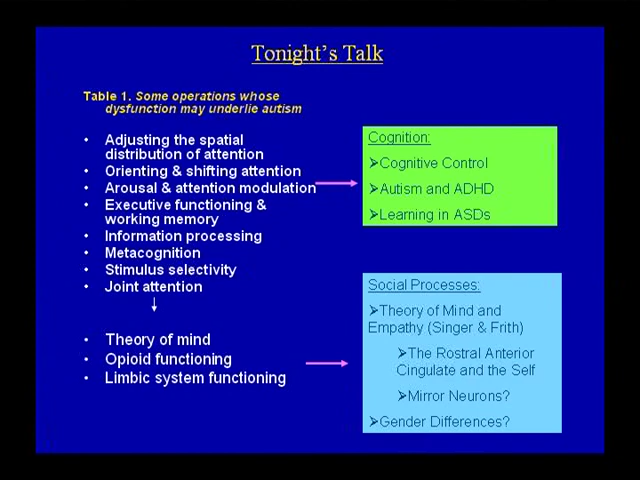 Tonight's Talk
Table 1. Some operations whose
dysfunction may underlie autism
• Adjusting the spatial
distribution of attention
• Orienting & shifting attention
• Arousal & attention modulation
• Executive functioning &
working memory
• Information processing
• Metacognition
• Stimulus selectivity
• Joint attention
• Theory of mind
• Opioid functioning
• Limbic system functioning
Cognition:
➢Cognitive Control
➢Autism and ADHD
➢Learning in ASDs
Social Processes:
➢Theory of Mind and
Empathy (Singer & Frith)
➢The Rostral Anterior
Cingulate and the Self
➢Mirror Neurons?
➢Gender Differences?